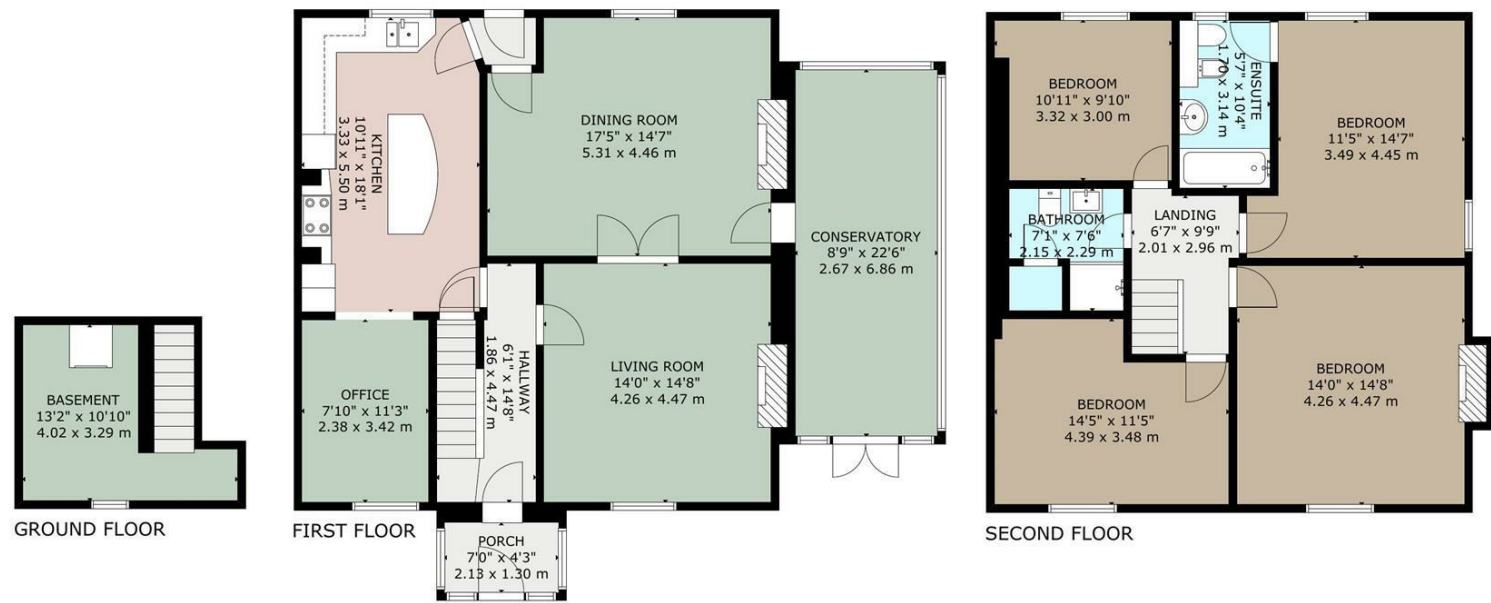 BASEMENT
13'2" x 10'10"
4.02 x 3.29 m
GROUND FLOOR
KITCHEN
10'11" x 18'1"
3.33 x 5.50 m
DINING ROOM
17'5" x 14'7"
5.31 x 4.46 m
CONSERVATORY
8'9" x 22'6"
2.67 x 6.86 m
OFFICE
7'10" x 11'3"
2.38 x 3.42 m
HALLWAY
6'1" x 14'8"
1.86 x 4.47 m
LIVING ROOM
14'0" x 14'8"
4.26 x 4.47 m
PORCH
7'0" x 4'3"
2.13 x 1.30 m
FIRST FLOOR
BEDROOM
10'11" x 9'10"
3.32 x 3.00 m
ENSUITE
5'7" x 10'4"
1.70 x 3.14 m
BEDROOM
11'5" x 14'7"
3.49 x 4.45 m
BATHROOM
7'1" x 7'6"
2.15 x 2.29 m
LANDING
6'7" x 9'9"
2.01 x 2.96 m
BEDROOM
14'5" x 11'5"
4.39 x 3.48 m
BEDROOM
14'0" x 14'8"
4.26 x 4.47 m
SECOND FLOOR